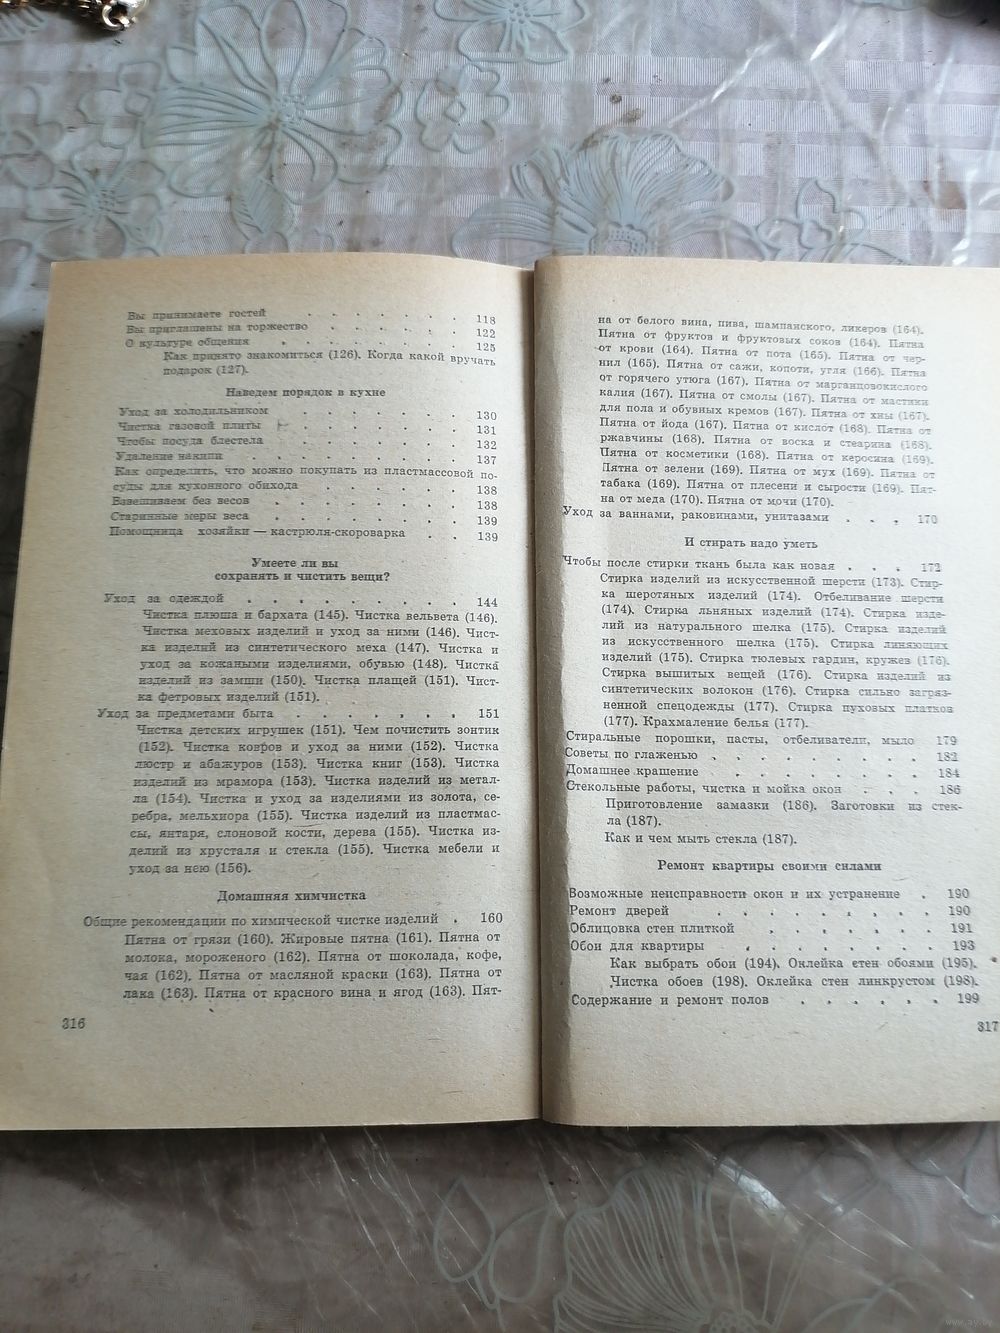 Вы принимаете гостей . . . . . . 118
Вы приглашены на торжество . . . . . . 122
О культуре общения . . . . . . 125
Как принято знакомиться (126). Когда какой вручать
подарок (127).
Наведем порядок в кухне
Уход за холодильником . . . . . . 130
Чистка газовой плиты . . . . . . 131
Чтобы посуда блестела . . . . . . 132
Удаление накипи . . . . . . 137
Как определить, что можно покупать из пластмассовой по-
суды для кухонного обихода . . . . . . 138
Взвешиваем без весов . . . . . . 138
Старинные меры веса . . . . . . 139
Помощница хозяйки — кастрюля-скороварка . . 139
Умеете ли вы
сохранять и чистить вещи?
Уход за одеждой . . . . . . . . 144
Чистка плюша и бархата (145). Чистка вельвета (146).
Чистка меховых изделий и уход за ними (146). Чист-
ка изделий из синтетического меха (147). Чистка и
уход за кожаными изделиями, обувью (148). Чистка
изделий из замши (150). Чистка плащей (151). Чист-
ка фетровых изделий (151).
Уход за предметами быта . . . . . . . 151
Чистка детских игрушек (151). Чем почистить зонтик
(152). Чистка ковров и уход за ними (152). Чистка
люстр и абажуров (153). Чистка книг (153). Чистка
изделий из мрамора (153). Чистка изделий из метал-
ла (154). Чистка и уход за изделиями из золота, се-
ребра, мельхиора (155). Чистка изделий из пластмас-
сы, янтаря, слоновой кости, дерева (155). Чистка из-
делий из хрусталя и стекла (155). Чистка мебели и
уход за нею (156).
Домашняя химчистка
Общие рекомендации по химической чистке изделий . 160
Пятна от грязи (160). Жировые пятна (161). Пятна от
молока, мороженого (162). Пятна от шоколада, кофе,
чая (162). Пятна от масляной краски (163). Пятна от
лака (163). Пятна от красного вина и ягод (163). Пят-
316
на от белого вина, пива, шампанского, ликеров (164).
Пятна от фруктов и фруктовых соков (164). Пятна
от крови (164). Пятна от пота (165). Пятна от чер-
нил (165). Пятна от сажи, копоти, угля (166). Пятна
от горячего утюга (167). Пятна от марганцовокислого
калия (167). Пятна от смолы (167). Пятна от мастики
для пола и обувных кремов (167). Пятна от хны (167).
Пятна от йода (167). Пятна от кислот (168). Пятна от
ржавчины (168). Пятна от воска и стеарина (168).
Пятна от косметики (168). Пятна от керосина (169).
Пятна от зелени (169). Пятна от мух (169). Пятна от
табака (169). Пятна от плесени и сырости (169). Пят-
на от меда (170). Пятна от мочи (170).
Уход за ваннами, раковинами, унитазами . . . 170
И стирать надо уметь
Чтобы после стирки ткань была как новая . . . 172
Стирка изделий из искусственной шерсти (173). Стир-
ка шерстяных изделий (174). Отбеливание шерсти
(174). Стирка льняных изделий (174). Стирка изде-
лий из натурального шелка (175). Стирка изделий
из искусственного шелка (175). Стирка линяющих
изделий (175). Стирка тюлевых гардин, кружев (176).
Стирка вышитых вещей (176). Стирка изделий из
синтетических волокон (176). Стирка сильно загряз-
ненной спецодежды (177). Стирка пуховых платков
(177). Крахмаление белья (177).
Стиральные порошки, пасты, отбеливатели, мыло 179
Советы по глаженью . . . . . . . . 182
Домашнее крашение . . . . . . . 184
Стекольные работы, чистка и мойка окон . . . 186
Приготовление замазки (186). Заготовки из стек-
ла (187).
Как и чем мыть стекла (187).
Ремонт квартиры своими силами
Возможные неисправности окон и их устранение . 190
Ремонт дверей . . . . . . . 190
Облицовка стен плиткой . . . . . . 191
Обои для квартиры . . . . . . . 193
Как выбрать обои (194). Оклейка стен обоями (195).
Чистка обоев (198). Оклейка стен линкрустом (198).
Содержание и ремонт полов . . . . . . 199
317
www.ay.by